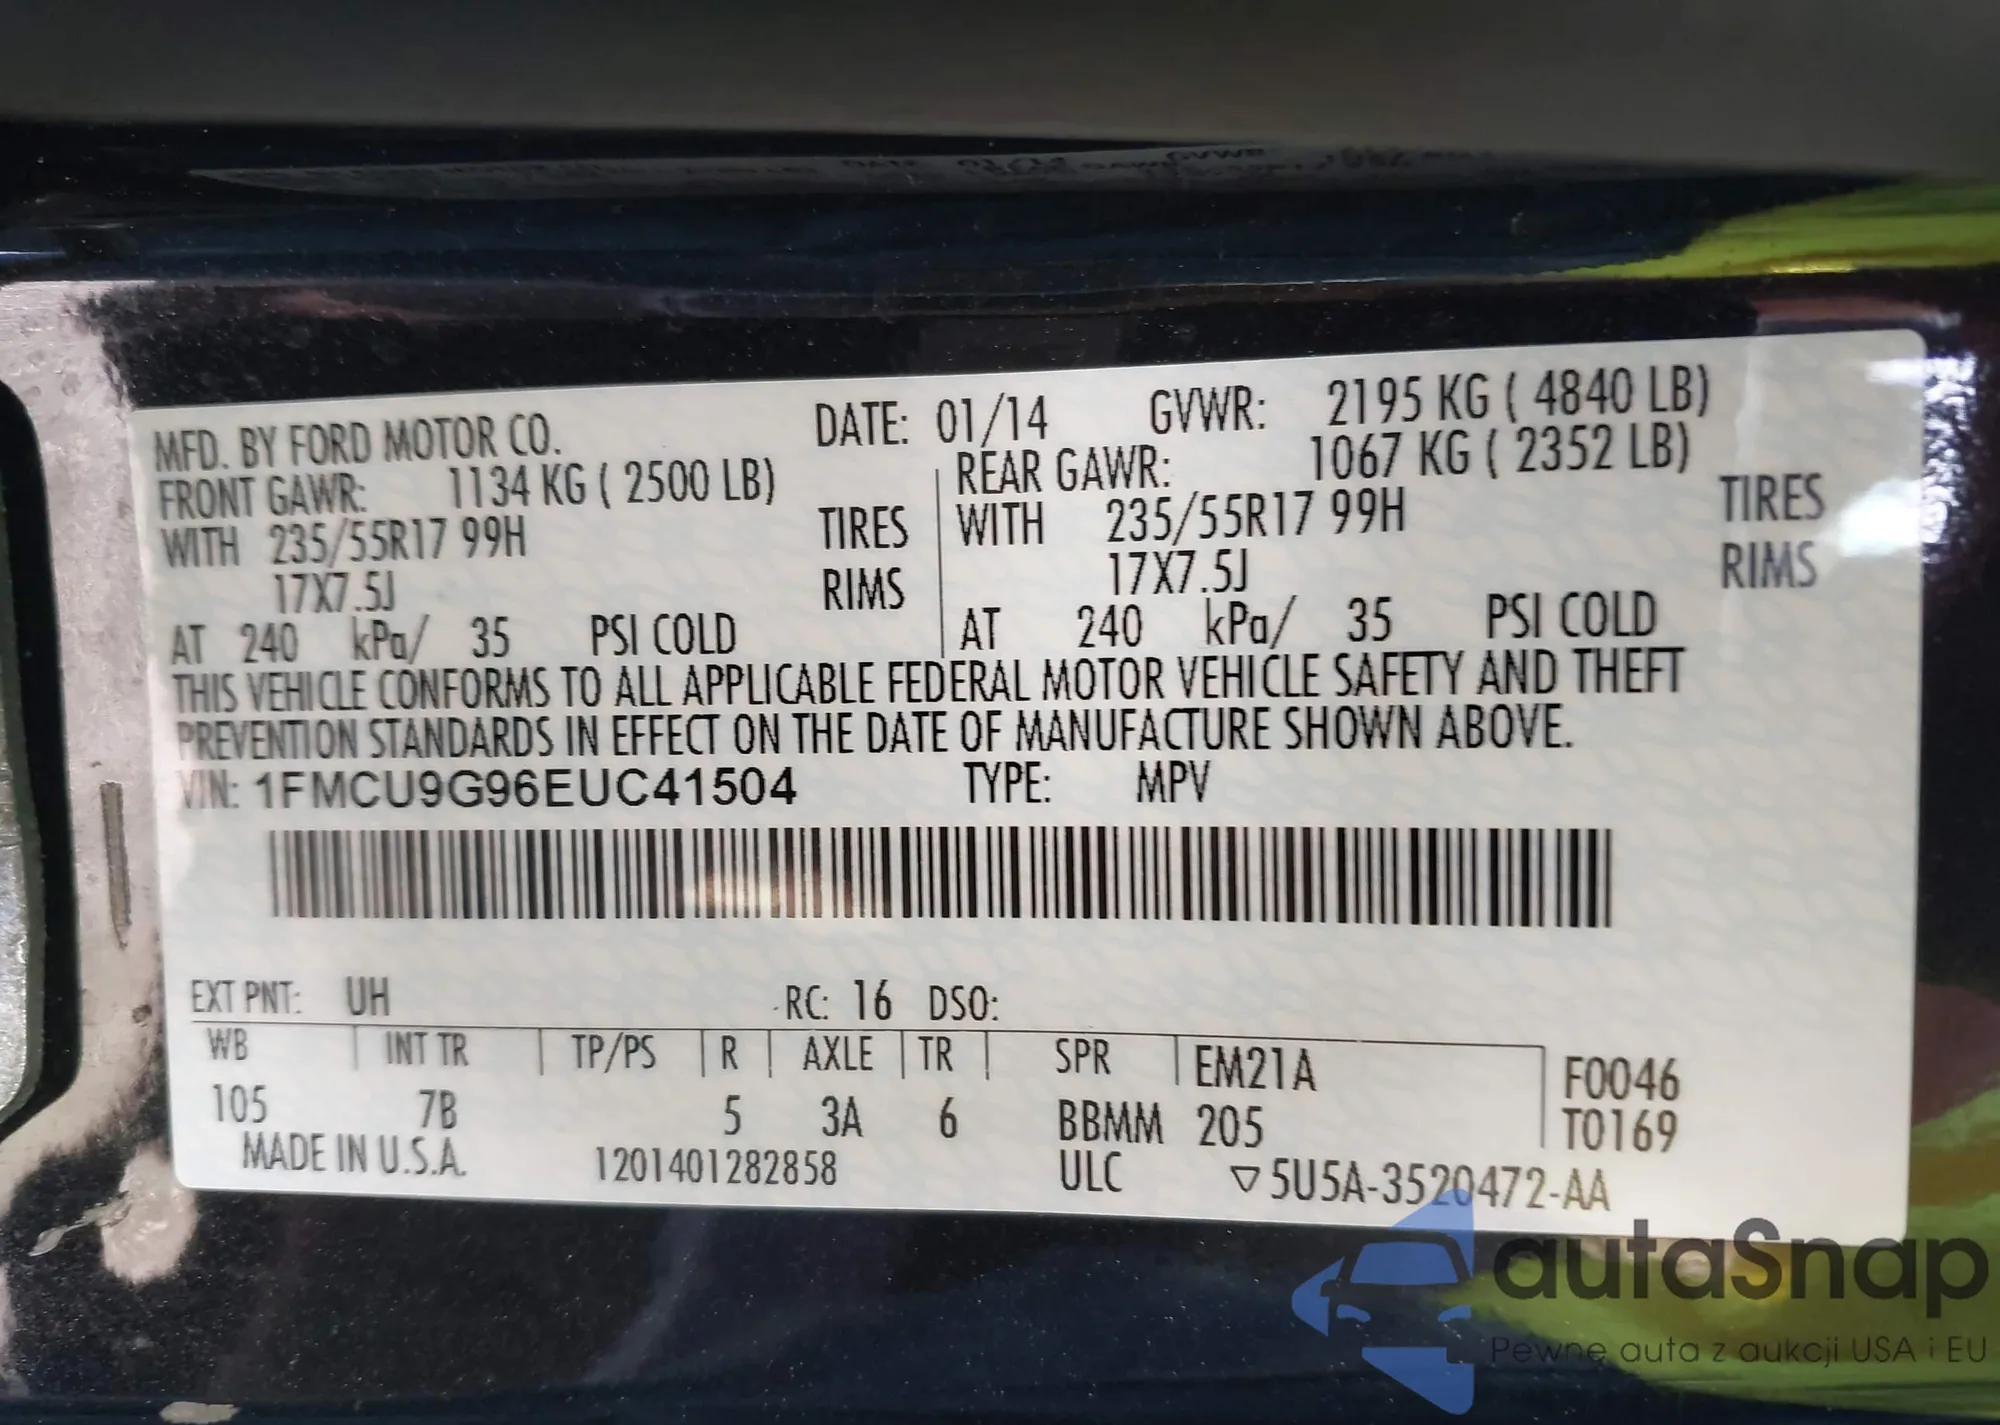 MFD. BY FORD MOTOR CO. DATE: 01/14 GVWR: 2195 KG ( 4840 LB)
FRONT GAWR: 1134 KG ( 2500 LB) REAR GAWR: 1067 KG ( 2352 LB)
WITH 235/55R17 99H TIRES WITH 235/55R17 99H TIRES
17X7.5J RIMS 17X7.5J RIMS
AT 240 kPa/ 35 PSI COLD AT 240 kPa/ 35 PSI COLD
THIS VEHICLE CONFORMS TO ALL APPLICABLE FEDERAL MOTOR VEHICLE SAFETY AND THEFT
PREVENTION STANDARDS IN EFFECT ON THE DATE OF MANUFACTURE SHOWN ABOVE.
VIN: 1FMCU9G96EUC41504 TYPE: MPV
EXT PNT: UH RC: 16 DSO:
WB INT TR TP/PS R AXLE TR SPR EM21A F0046
105 7B 5 3A 6 BBMM 205 T0169
MADE IN U.S.A. 1201401282858 ULC ▽5U5A-3520472-AA
autaSnap
Pewne auta z aukcji USA i EU